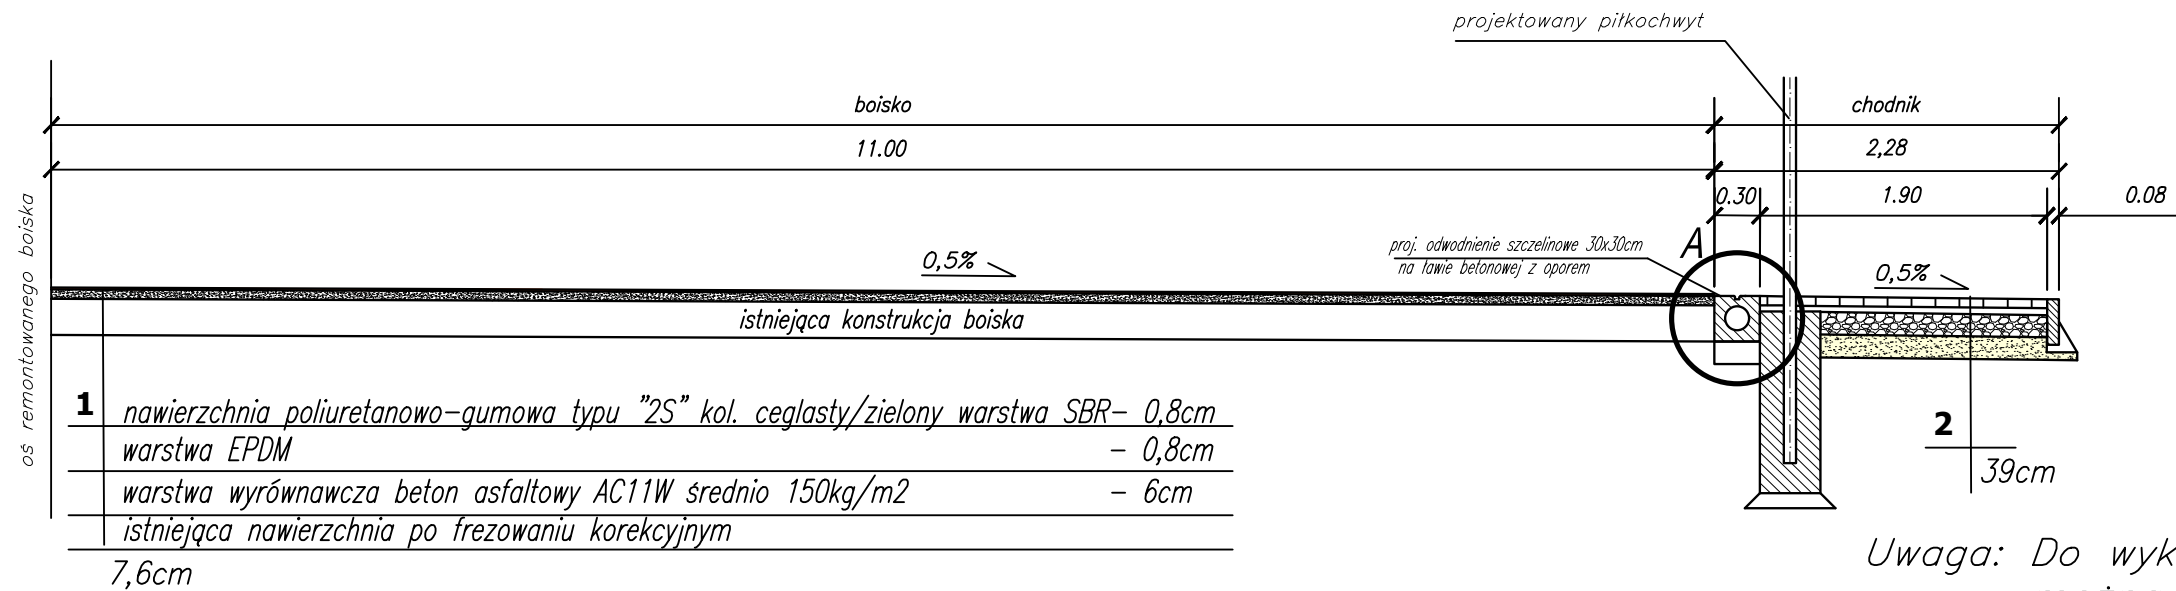 projektowany piłkochwyt
boisko
chodnik
11.00
2,28
0.30
1.90
0.08
oś remontowanego boiska
proj. odwodnienie szczelinowe 30x30cm
na ławie betonowej z oporem
A
0,5%
0,5%
istniejąca konstrukcja boiska
1
nawierzchnia poliuretanowo-gumowa typu "2S" kol. ceglasty/zielony warstwa SBR- 0,8cm
warstwa EPDM - 0,8cm
warstwa wyrównawcza beton asfaltowy AC11W średnio 150kg/m2 - 6cm
istniejąca nawierzchnia po frezowaniu korekcyjnym
7,6cm
2
39cm
Uwaga: Do wyk